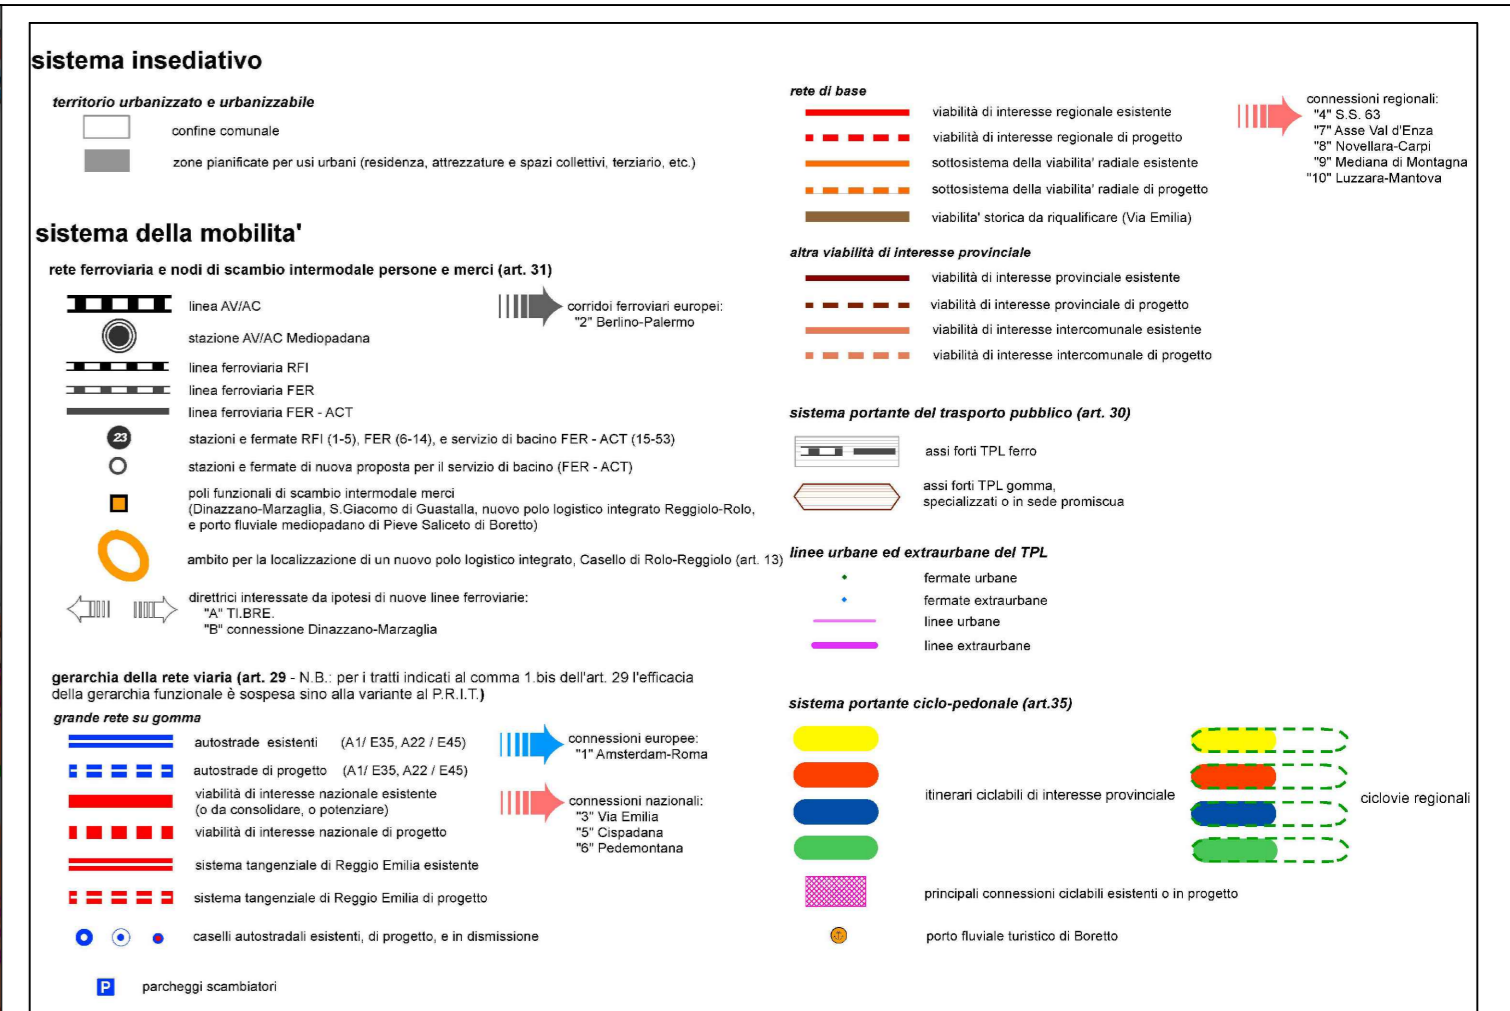 sistema insediativo
territorio urbanizzato e urbanizzabile
confine comunale
zone pianificate per usi urbani (residenza, attrezzature e spazi collettivi, terziario, etc.)
sistema della mobilita'
rete ferroviaria e nodi di scambio intermodale persone e merci (art. 31)
linea AV/AC
stazione AV/AC Mediopadana
linea ferroviaria RFI
linea ferroviaria FER
linea ferroviaria FER - ACT
23
stazioni e fermate RFI (1-5), FER (6-14), e servizio di bacino FER - ACT (15-53)
stazioni e fermate di nuova proposta per il servizio di bacino (FER - ACT)
poli funzionali di scambio intermodale merci
(Dinazzano-Marzaglia, S.Giacomo di Guastalla, nuovo polo logistico integrato Reggiolo-Rolo,
e porto fluviale mediopadano di Pieve Saliceto di Boretto)
ambito per la localizzazione di un nuovo polo logistico integrato, Casello di Rolo-Reggiolo (art. 13)
direttrici interessate da ipotesi di nuove linee ferroviarie:
"A" TI.BRE.
"B" connessione Dinazzano-Marzaglia
corridoi ferroviari europei:
"2" Berlino-Palermo
gerarchia della rete viaria (art. 29 - N.B.: per i tratti indicati al comma 1.bis dell'art. 29 l'efficacia
della gerarchia funzionale è sospesa sino alla variante al P.R.I.T.)
grande rete su gomma
autostrade esistenti (A1/ E35, A22 / E45)
autostrade di progetto (A1/ E35, A22 / E45)
viabilità di interesse nazionale esistente
(o da consolidare, o potenziare)
viabilità di interesse nazionale di progetto
sistema tangenziale di Reggio Emilia esistente
sistema tangenziale di Reggio Emilia di progetto
caselli autostradali esistenti, di progetto, e in dismissione
P
parcheggi scambiatori
connessioni europee:
"1" Amsterdam-Roma
connessioni nazionali:
"3" Via Emilia
"5" Cispadana
"6" Pedemontana
rete di base
viabilità di interesse regionale esistente
viabilità di interesse regionale di progetto
sottosistema della viabilita' radiale esistente
sottosistema della viabilita' radiale di progetto
viabilita' storica da riqualificare (Via Emilia)
connessioni regionali:
"4" S.S. 63
"7" Asse Val d'Enza
"8" Novellara-Carpi
"9" Mediana di Montagna
"10" Luzzara-Mantova
altra viabilità di interesse provinciale
viabilità di interesse provinciale esistente
viabilità di interesse provinciale di progetto
viabilità di interesse intercomunale esistente
viabilità di interesse intercomunale di progetto
sistema portante del trasporto pubblico (art. 30)
assi forti TPL ferro
assi forti TPL gomma,
specializzati o in sede promiscua
linee urbane ed extraurbane del TPL
fermate urbane
fermate extraurbane
linee urbane
linee extraurbane
sistema portante ciclo-pedonale (art.35)
itinerari ciclabili di interesse provinciale
ciclovie regionali
principali connessioni ciclabili esistenti o in progetto
porto fluviale turistico di Boretto